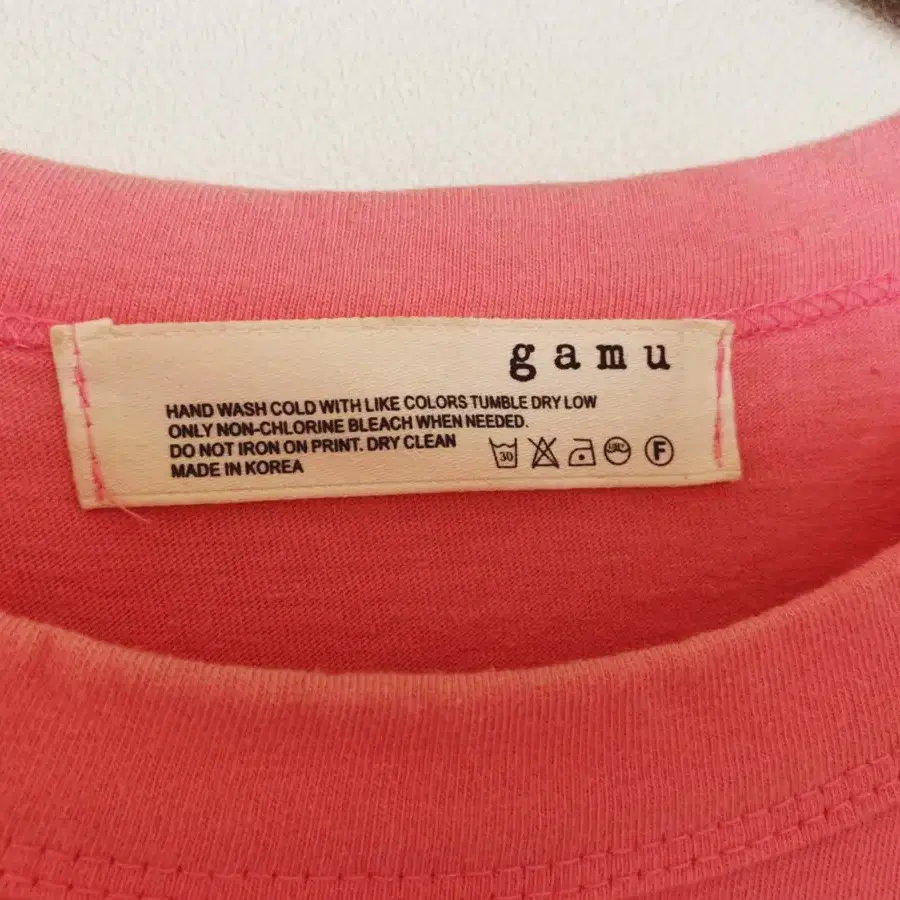 gamu
HAND WASH COLD WITH LIKE COLORS TUMBLE DRY LOW
ONLY NON-CHLORINE BLEACH WHEN NEEDED.
DO NOT IRON ON PRINT. DRY CLEAN
MADE IN KOREA
30
F